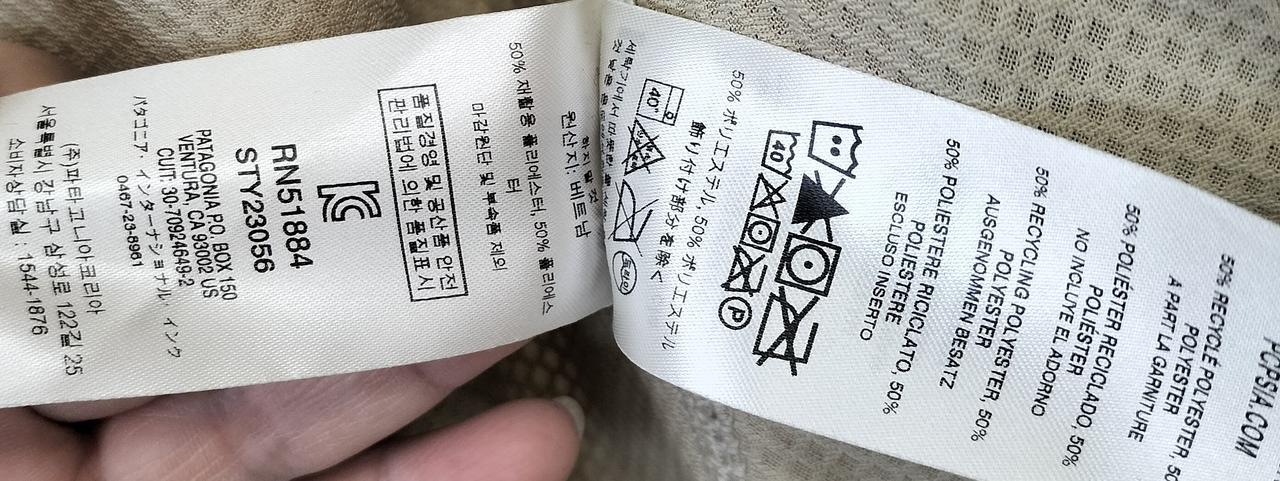 POPSIA.COM
50% RECYCLÉ POLYESTER, 50
POLYESTER
A PART LA GARNITURE
50% POLIÉSTER RECICLADO, 50%
POLIÉSTER
NO INCLUYE EL ADORNO
50% RECYCLING POLYESTER, 50%
POLYESTER
AUSGENOMMEN BESATZ
50% POLIESTERE RICICLATO, 50%
POLIESTERE
ESCLUSO INSERTO
40
P
50% ポリエステル, 50% ポリエステル
飾り付け部分を除く
40°
드라이
원산지: 베트남
50% 재활용 폴리에스터, 50% 폴리에스
터
마감원단 및 부속품 제외
품질경영 및 공산품 안전
관리법에 의한 품질표시
RN51884
STY23056
PATAGONIA P.O. BOX 150
VENTURA, CA 93002 US
CUIT: 30-70924649-2
パタゴニア・インターナショナル・インク
0467-23-8961
(주)파타고니아코리아
서울특별시 강남구 삼성로 122길 25
소비자상담실: 1544-1876